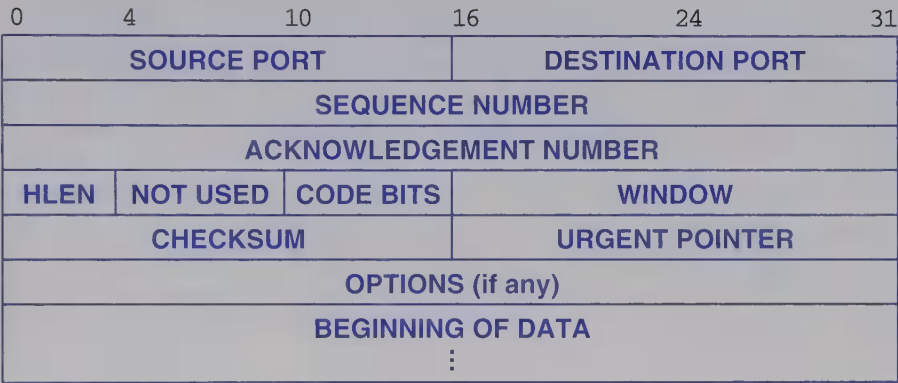 0 4 10 16 24 31
SOURCE PORT DESTINATION PORT
SEQUENCE NUMBER
ACKNOWLEDGEMENT NUMBER
HLEN NOT USED CODE BITS WINDOW
CHECKSUM URGENT POINTER
OPTIONS (if any)
BEGINNING OF DATA
⋮